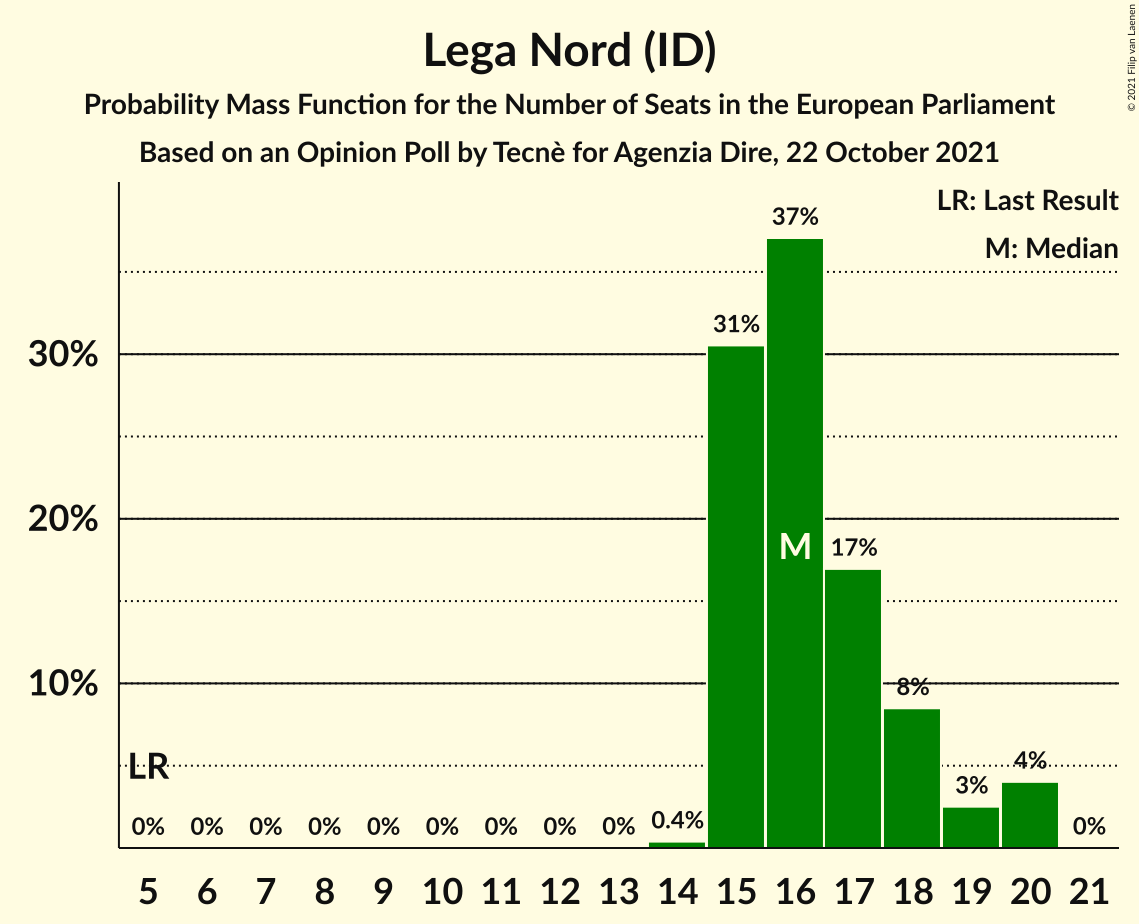 Lega Nord (ID)
Probability Mass Function for the Number of Seats in the European Parliament
Based on an Opinion Poll by Tecnè for Agenzia Dire, 22 October 2021
© 2021 Filip van Laenen
LR: Last Result
M: Median
37%
31%
30%
20%
M
17%
10%
8%
LR
4%
3%
0% 0% 0% 0% 0% 0% 0% 0% 0% 0.4% 0%
5 6 7 8 9 10 11 12 13 14 15 16 17 18 19 20 21